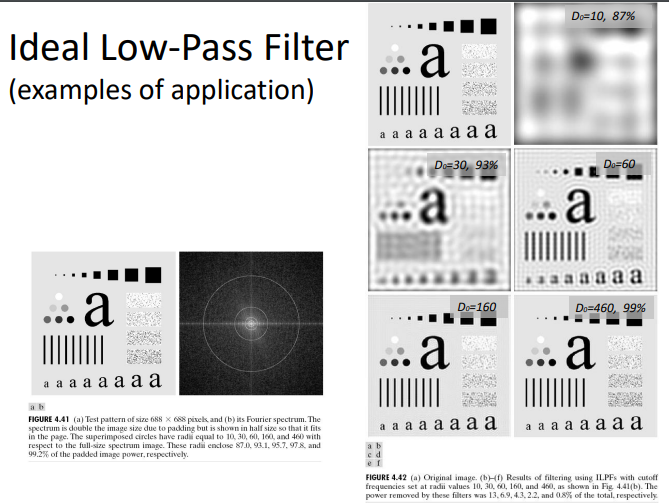 Ideal Low-Pass Filter
(examples of application)
a
a a a a a a a a
a b
FIGURE 4.41 (a) Test pattern of size 688 × 688 pixels, and (b) its Fourier spectrum. The
spectrum is double the image size due to padding but is shown in half size so that it fits
in the page. The superimposed circles have radii equal to 10, 30, 60, 160, and 460 with
respect to the full-size spectrum image. These radii enclose 87.0, 93.1, 95.7, 97.8, and
99.2% of the padded image power, respectively.
a
a a a a a a a a
D₀=10, 87%
D₀=30, 93%
a
D₀=60
a
a a a a a a a a
D₀=160
a
a a a a a a a a
D₀=460, 99%
a
a a a a a a a a
a b
c d
e f
FIGURE 4.42 (a) Original image. (b)–(f) Results of filtering using ILPFs with cutoff
frequencies set at radii values 10, 30, 60, 160, and 460, as shown in Fig. 4.41(b). The
power removed by these filters was 13, 6.9, 4.3, 2.2, and 0.8% of the total, respectively.